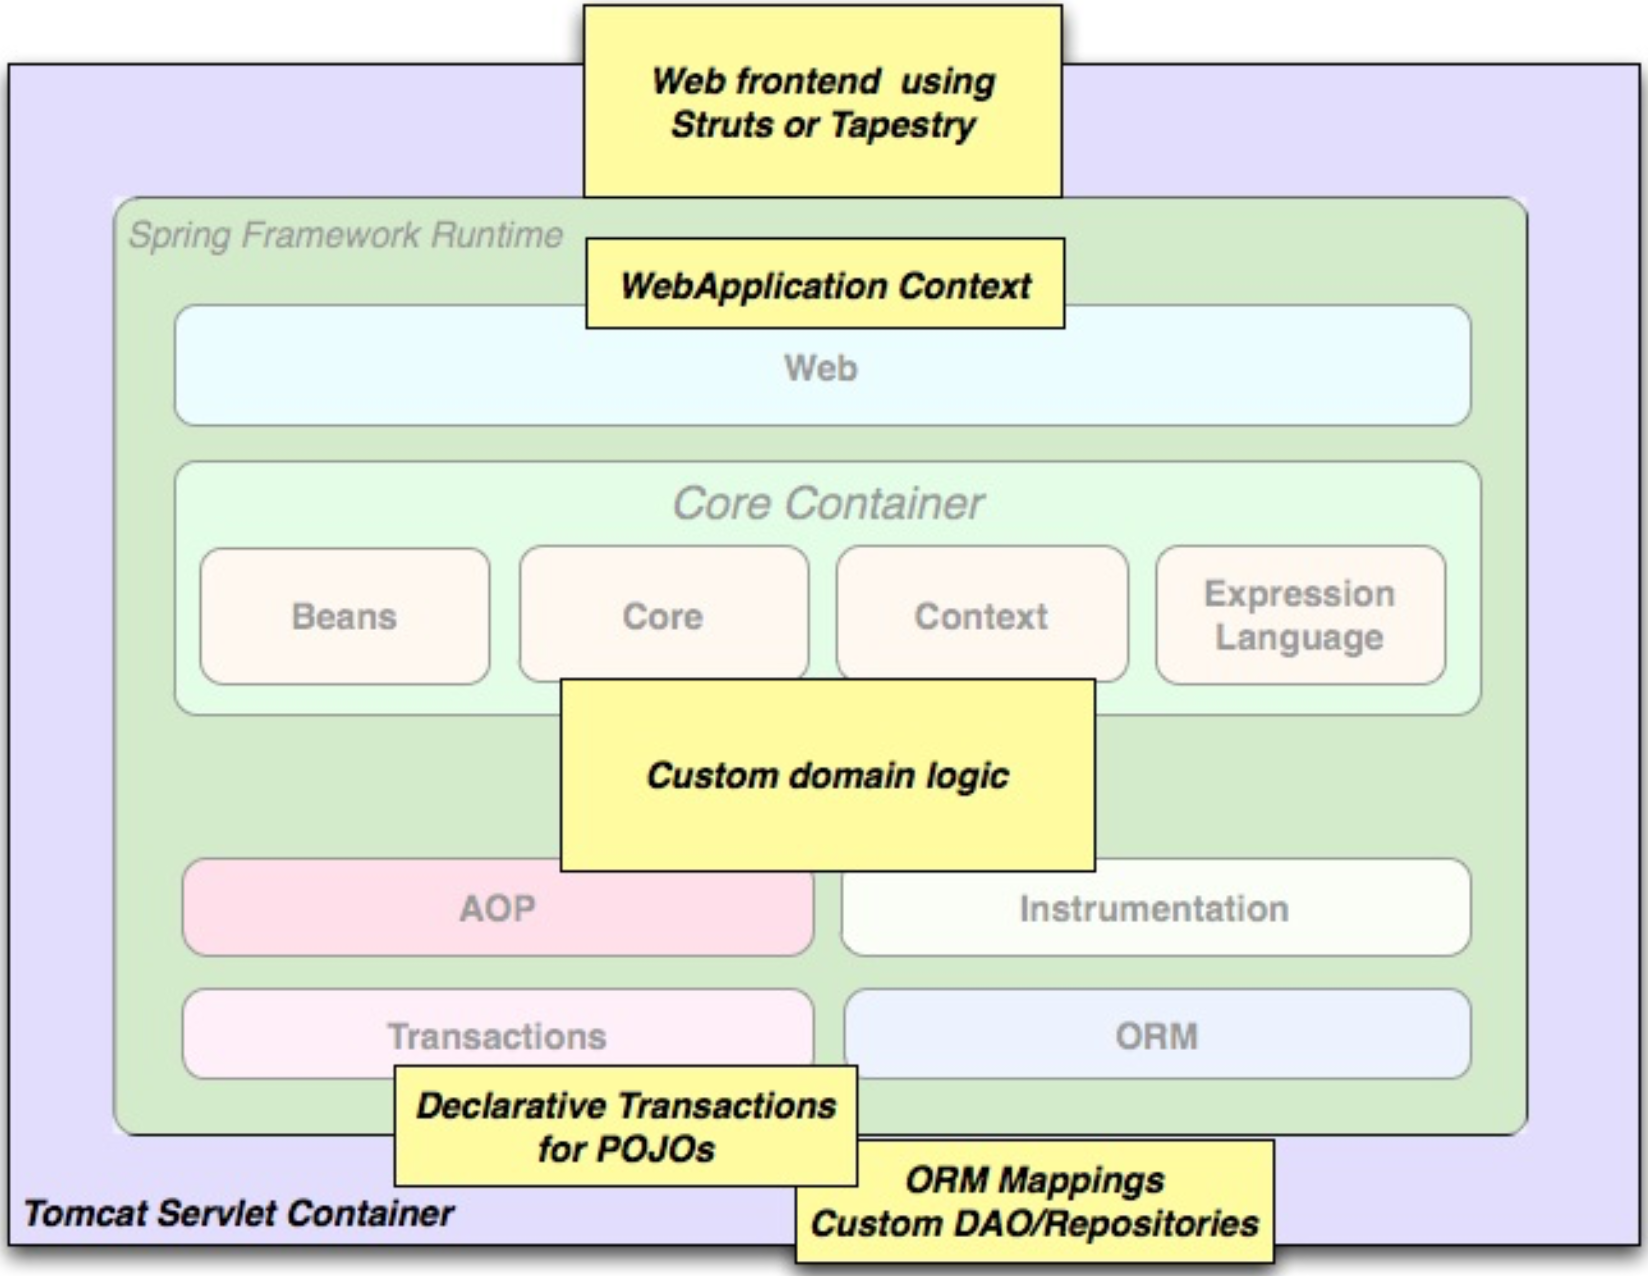 Web frontend using
Struts or Tapestry
Spring Framework Runtime
WebApplication Context
Web
Core Container
Beans
Core
Context
Expression
Language
Custom domain logic
AOP
Instrumentation
Transactions
ORM
Declarative Transactions
for POJOs
ORM Mappings
Custom DAO/Repositories
Tomcat Servlet Container